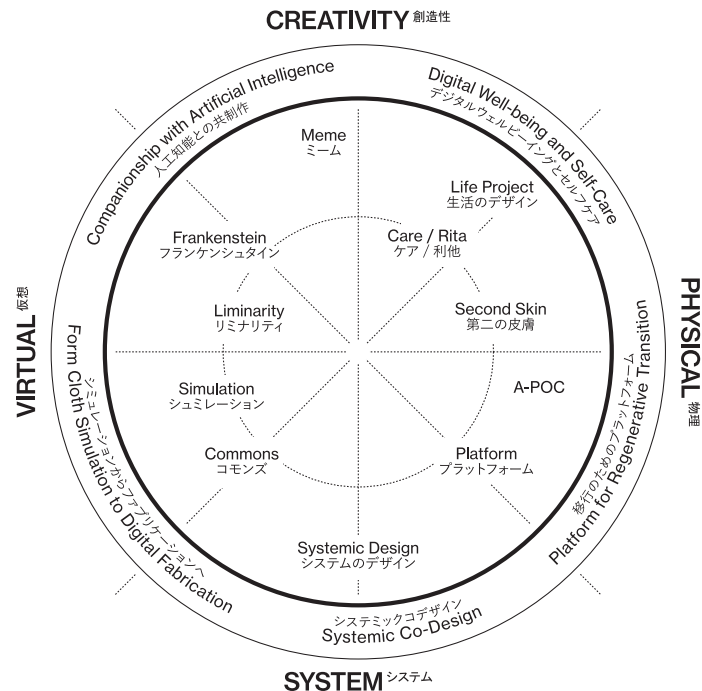 CREATIVITY 創造性
Companionship with Artificial Intelligence
人工知能との共制作
Digital Well-being and Self-Care
デジタルウェルビーイングとセルフケア
Meme
ミーム
Life Project
生活のデザイン
Frankenstein
フランケンシュタイン
Care / Rita
ケア / 利他
Liminarity
リミナリティ
Second Skin
第二の皮膚
VIRTUAL 仮想
PHYSICAL 物理
Simulation
シュミレーション
A-POC
Commons
コモンズ
Platform
プラットフォーム
Systemic Design
システムのデザイン
シミュレーションからファブリケーションへ
Form Cloth Simulation to Digital Fabrication
移行のためのプラットフォーム
Platform for Regenerative Transition
システミックコデザイン
Systemic Co-Design
SYSTEM システム